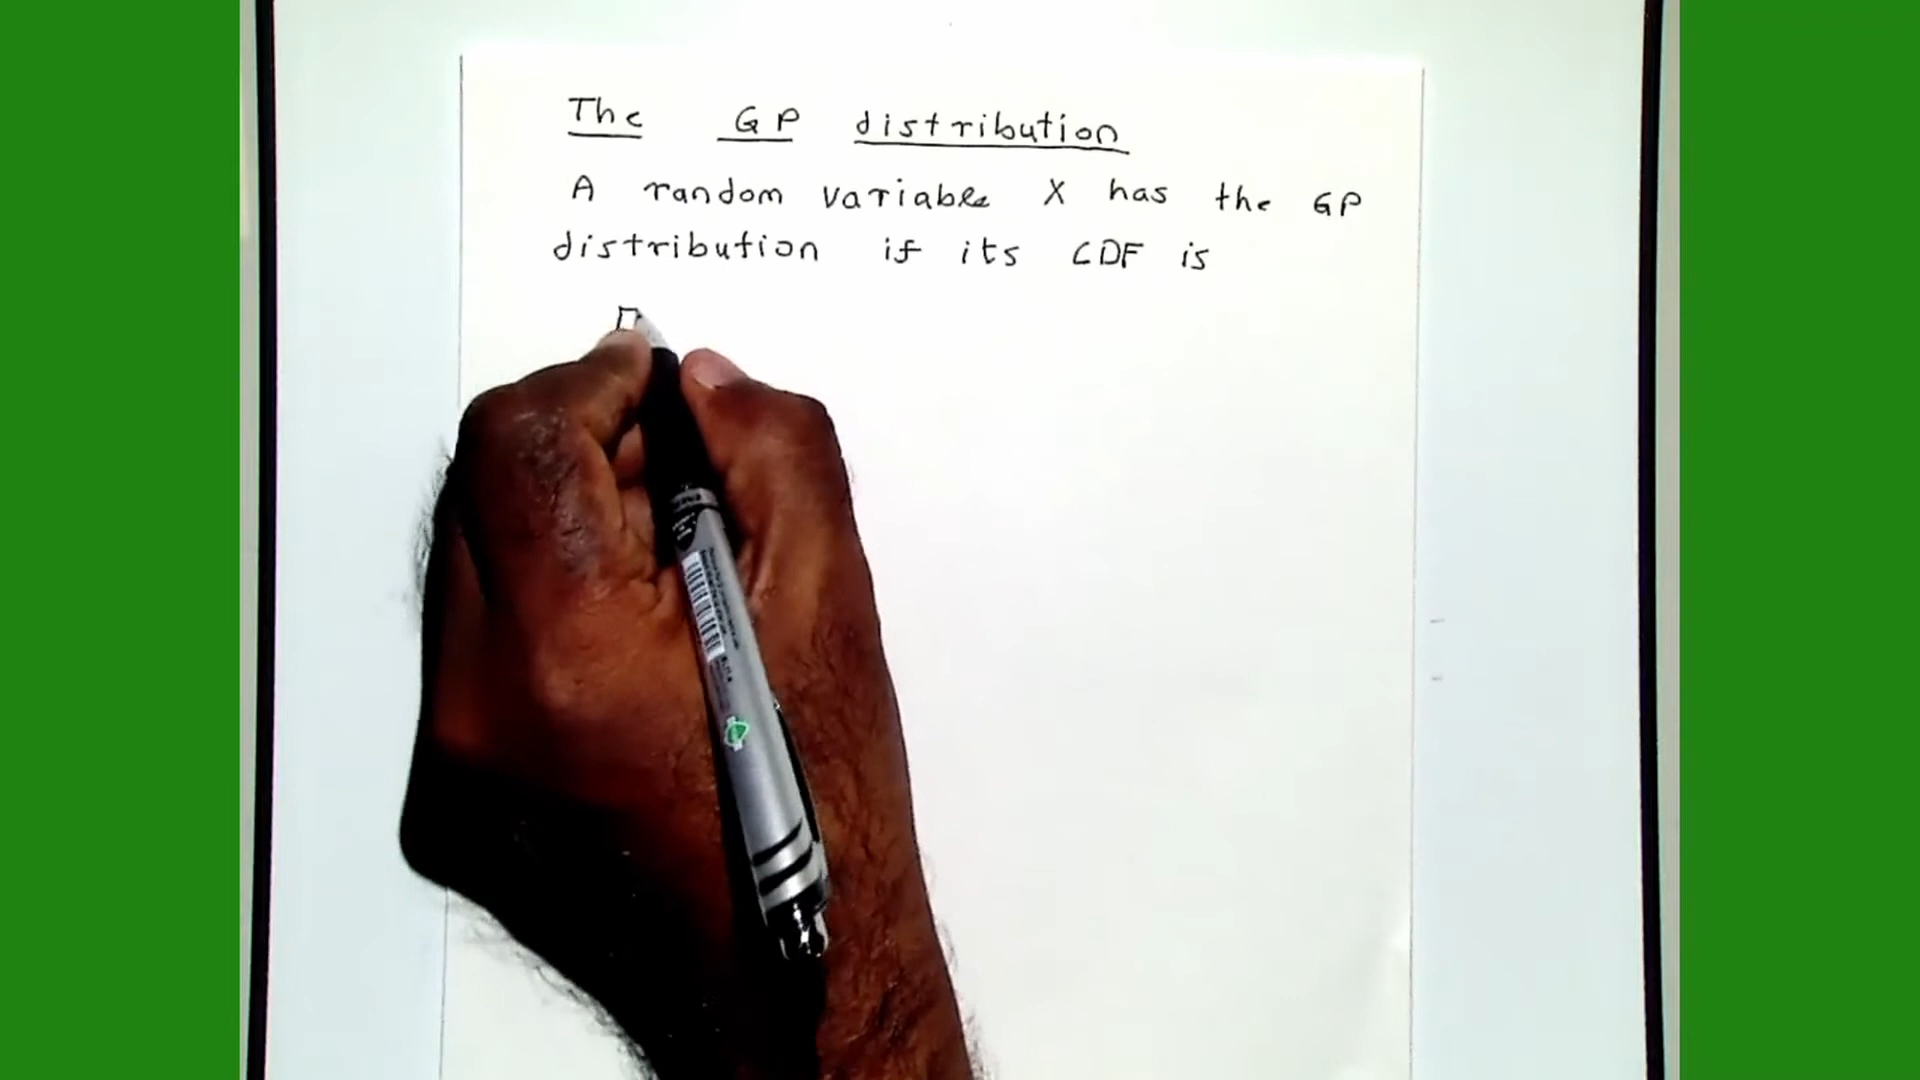 The GP distribution
A random variable X has the GP
distribution if its CDF is